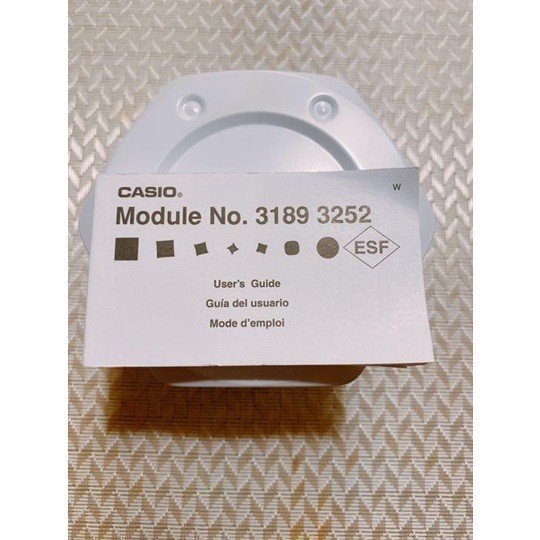 W
CASIO®
Module No. 3189 3252
ESF
User's Guide
Guía del usuario
Mode d'emploi